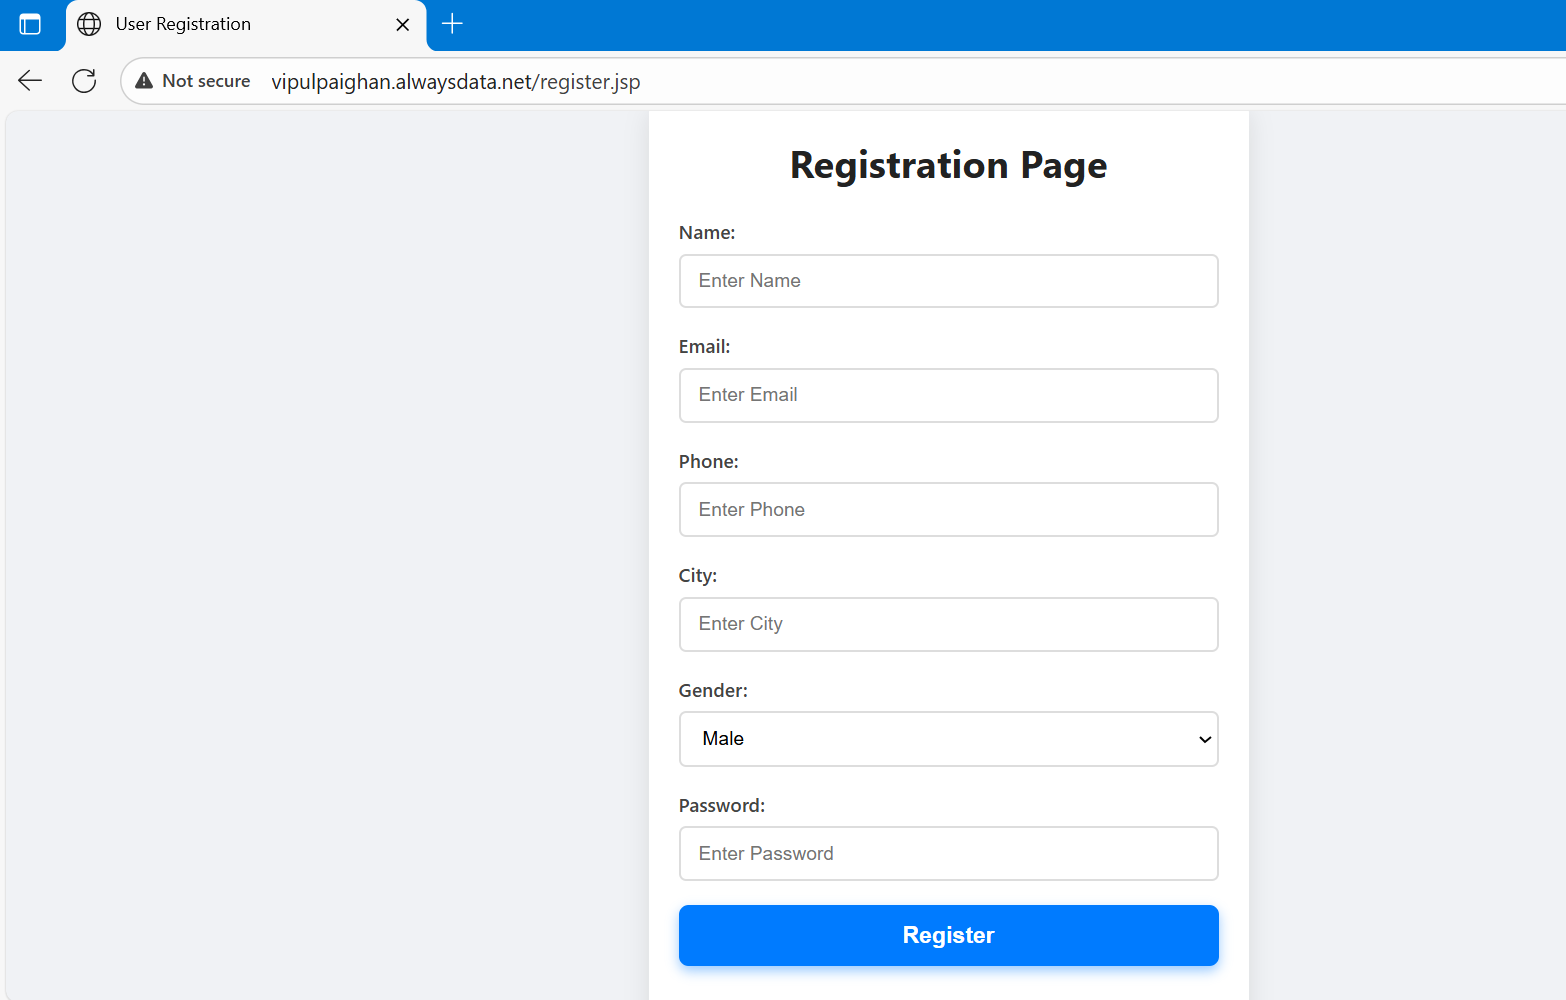 User Registration
Not secure vipulpaighan.alwaysdata.net/register.jsp
Registration Page
Name:
Enter Name
Email:
Enter Email
Phone:
Enter Phone
City:
Enter City
Gender:
Male
Password:
Enter Password
Register